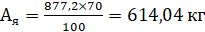 Aя = 877,2×70 / 100 = 614,04 кг